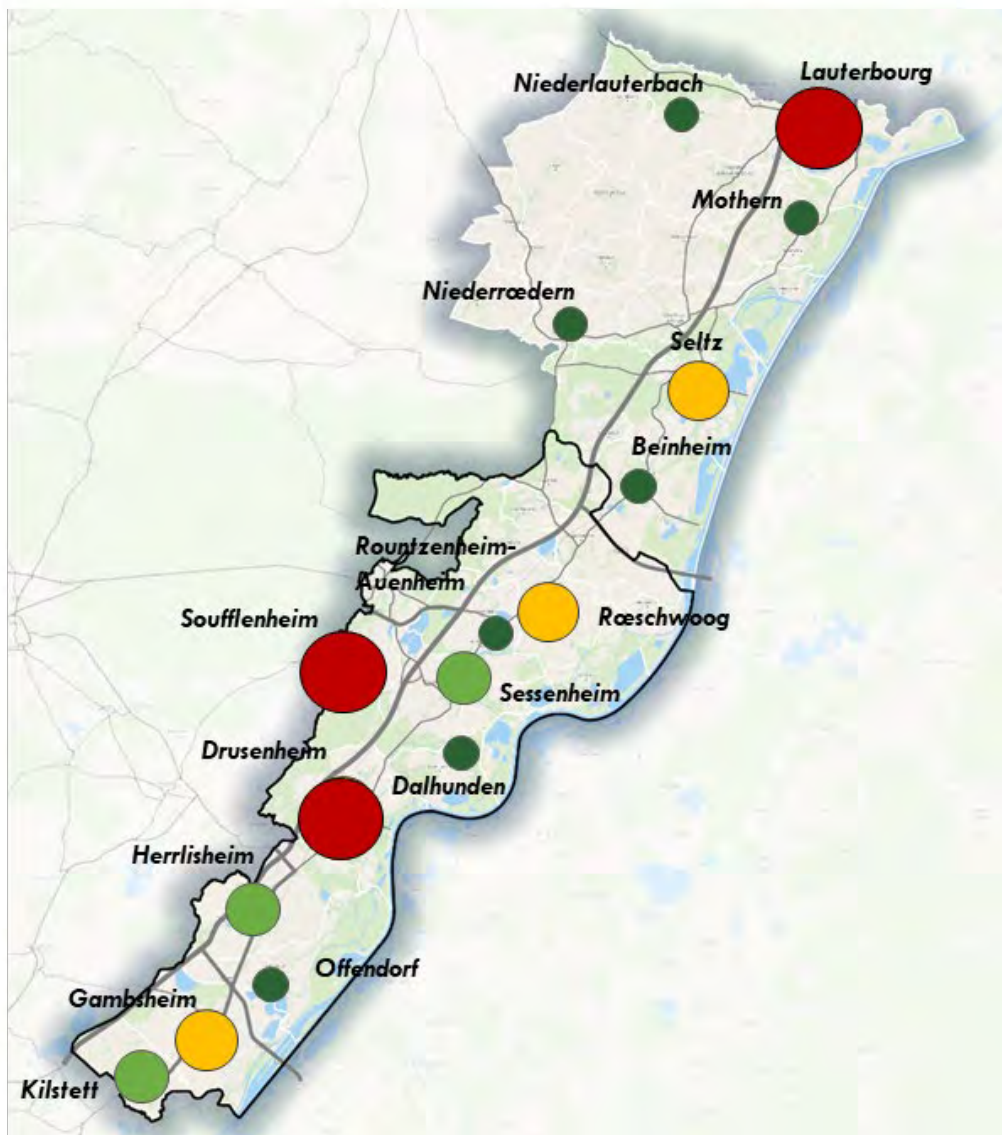 Lauterbourg
Niederlauterbach
Mothern
Niederrœdern
Seltz
Beinheim
Rountzenheim-
Auenheim
Soufflenheim
Rœschwoog
Sessenheim
Drusenheim
Dalhunden
Herrlisheim
Offendorf
Gambsheim
Kilstett